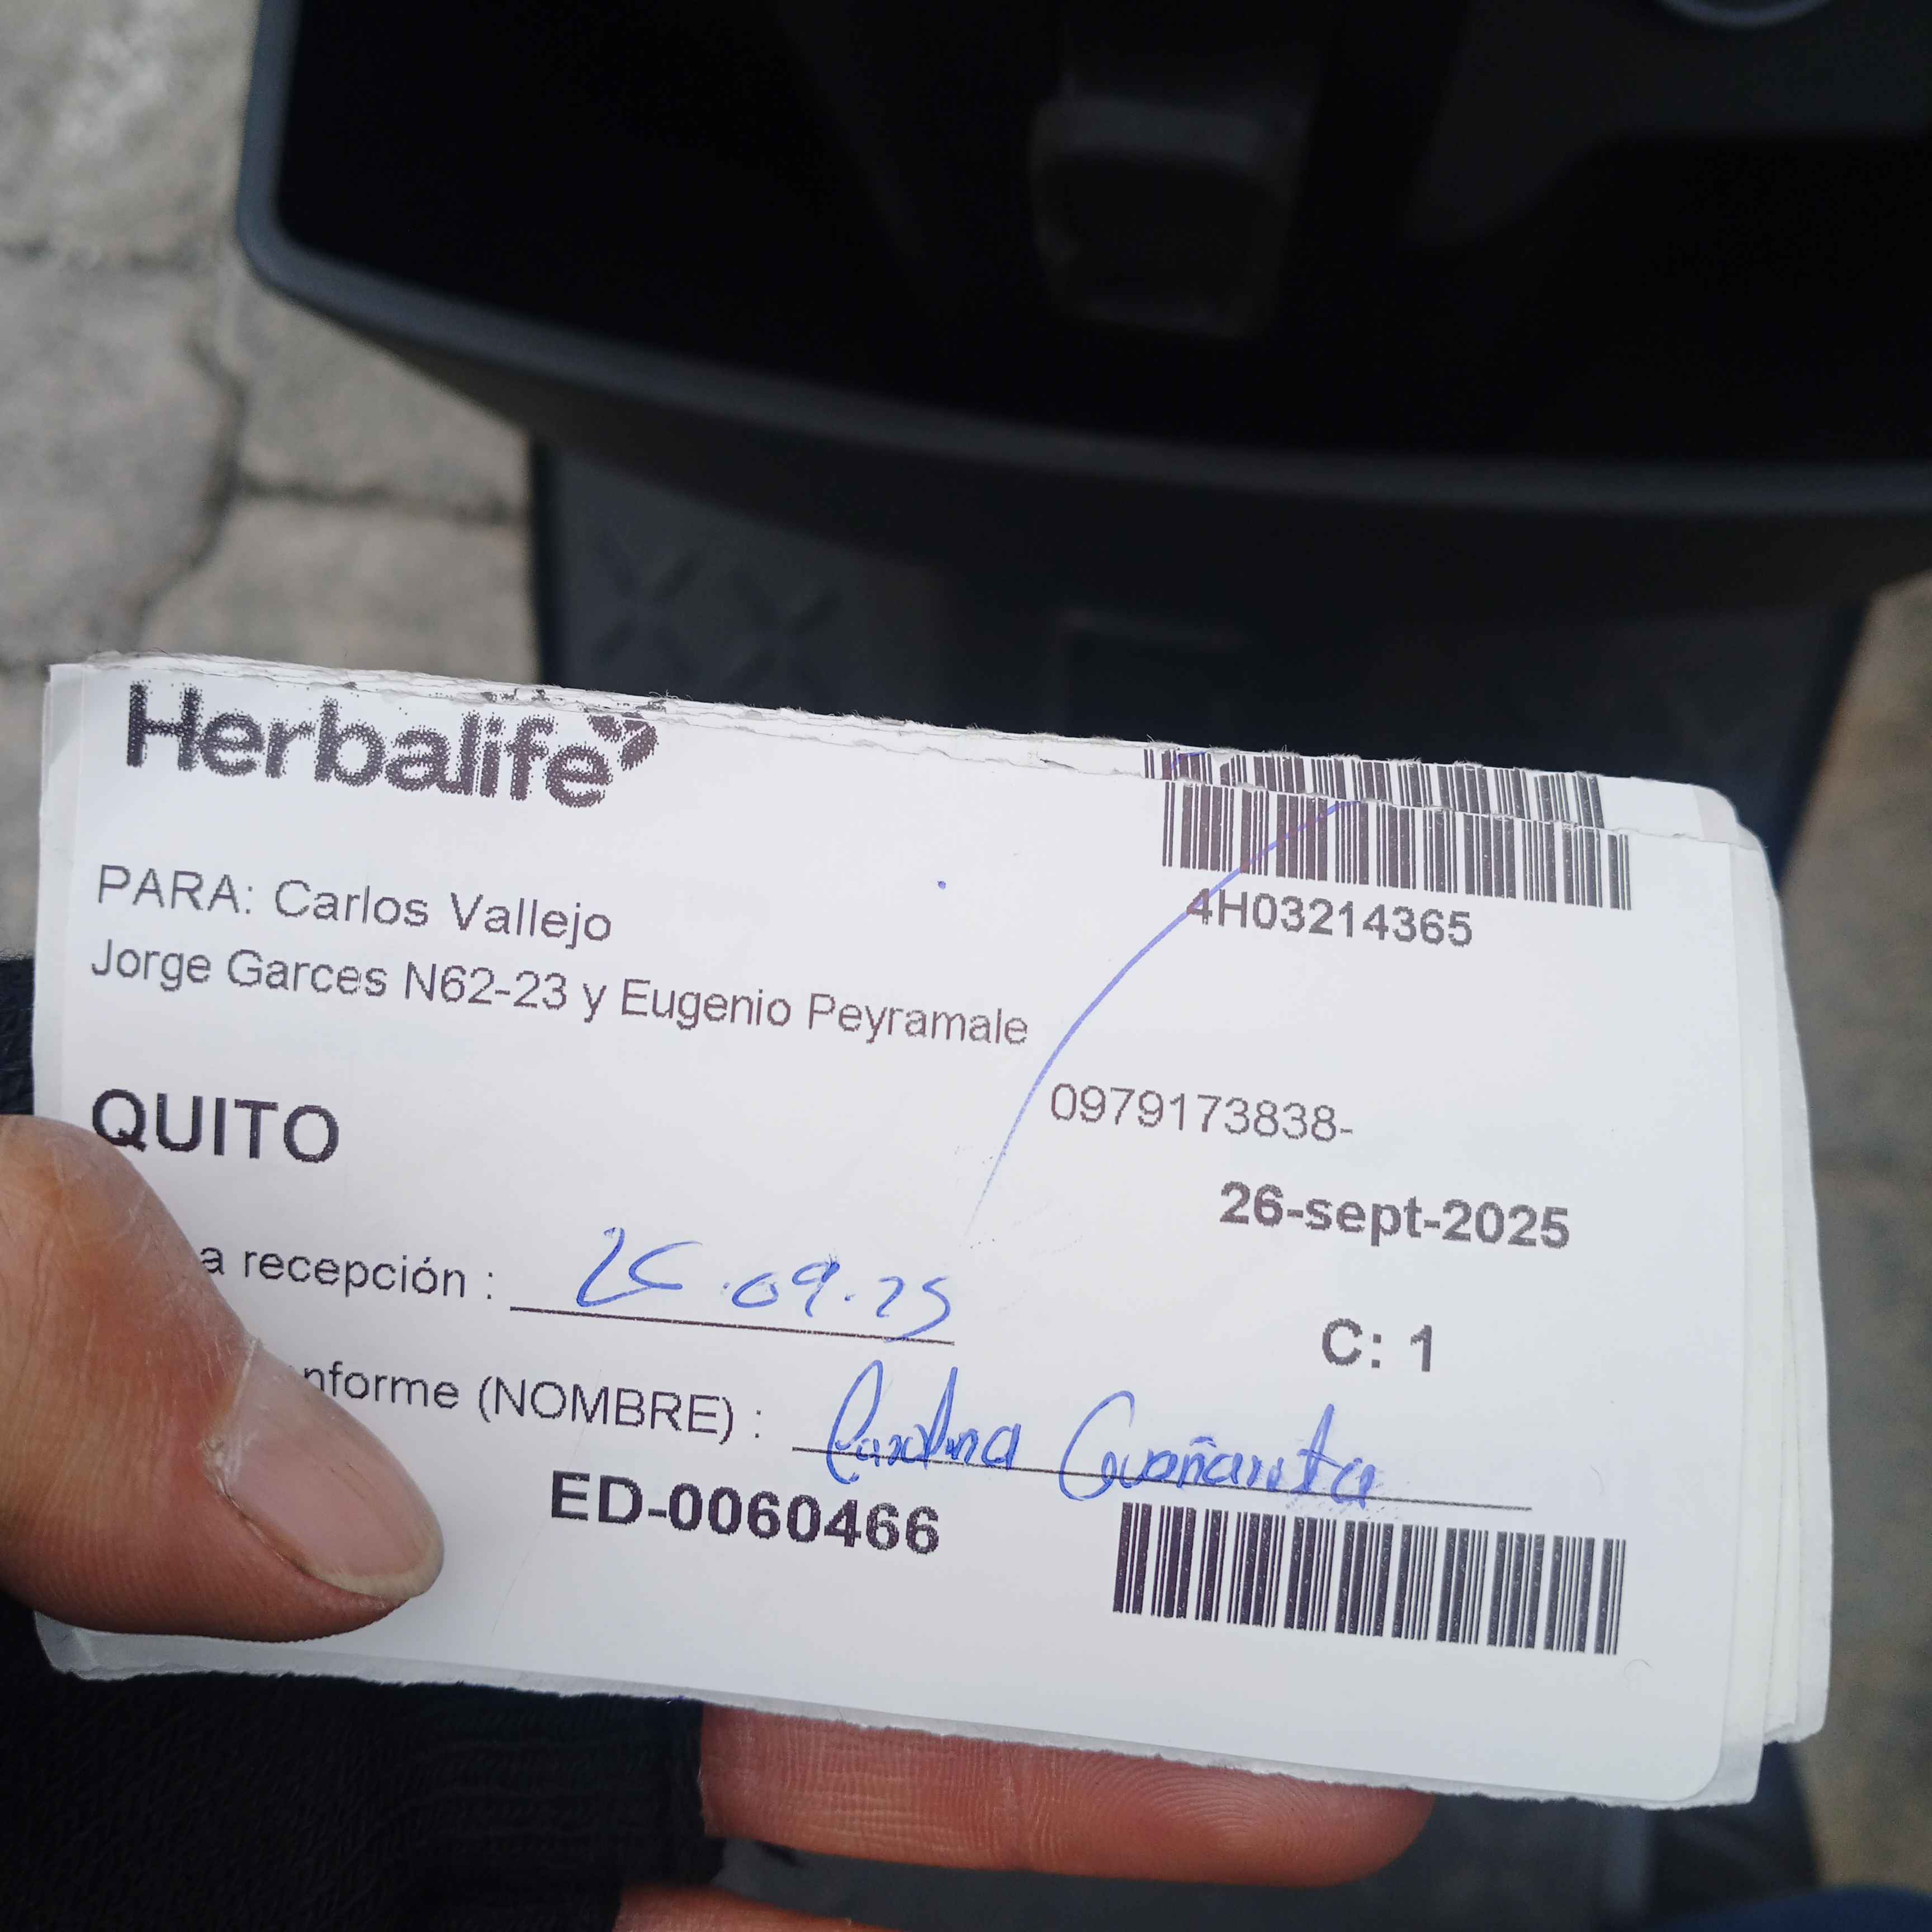 Herbalife
4H03214365
PARA: Carlos Vallejo
Jorge Garces N62-23 y Eugenio Peyramale
0979173838-
QUITO
26-sept-2025
a recepción : 26.09.25
C: 1
nforme (NOMBRE) : Carolina
ED-0060466